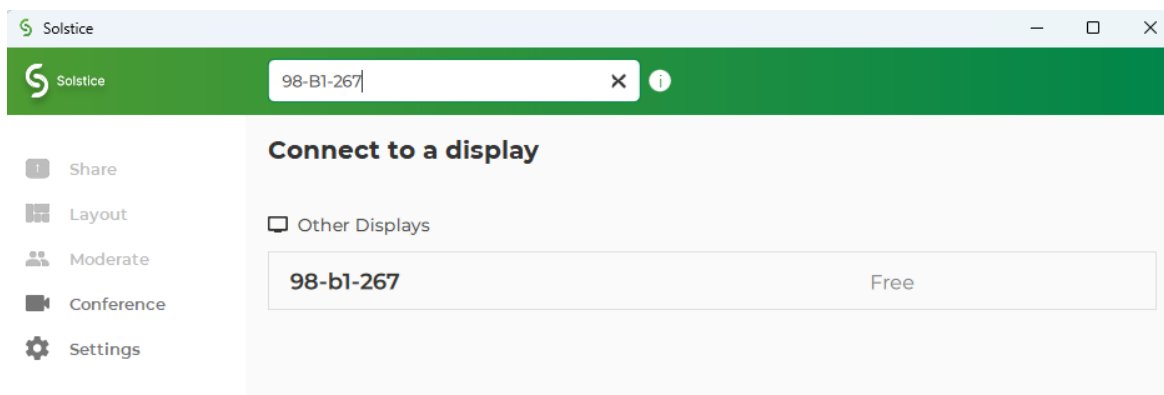 Solstice
Solstice
98-B1-267
Connect to a display
Share
Layout
Other Displays
Moderate
98-b1-267 Free
Conference
Settings